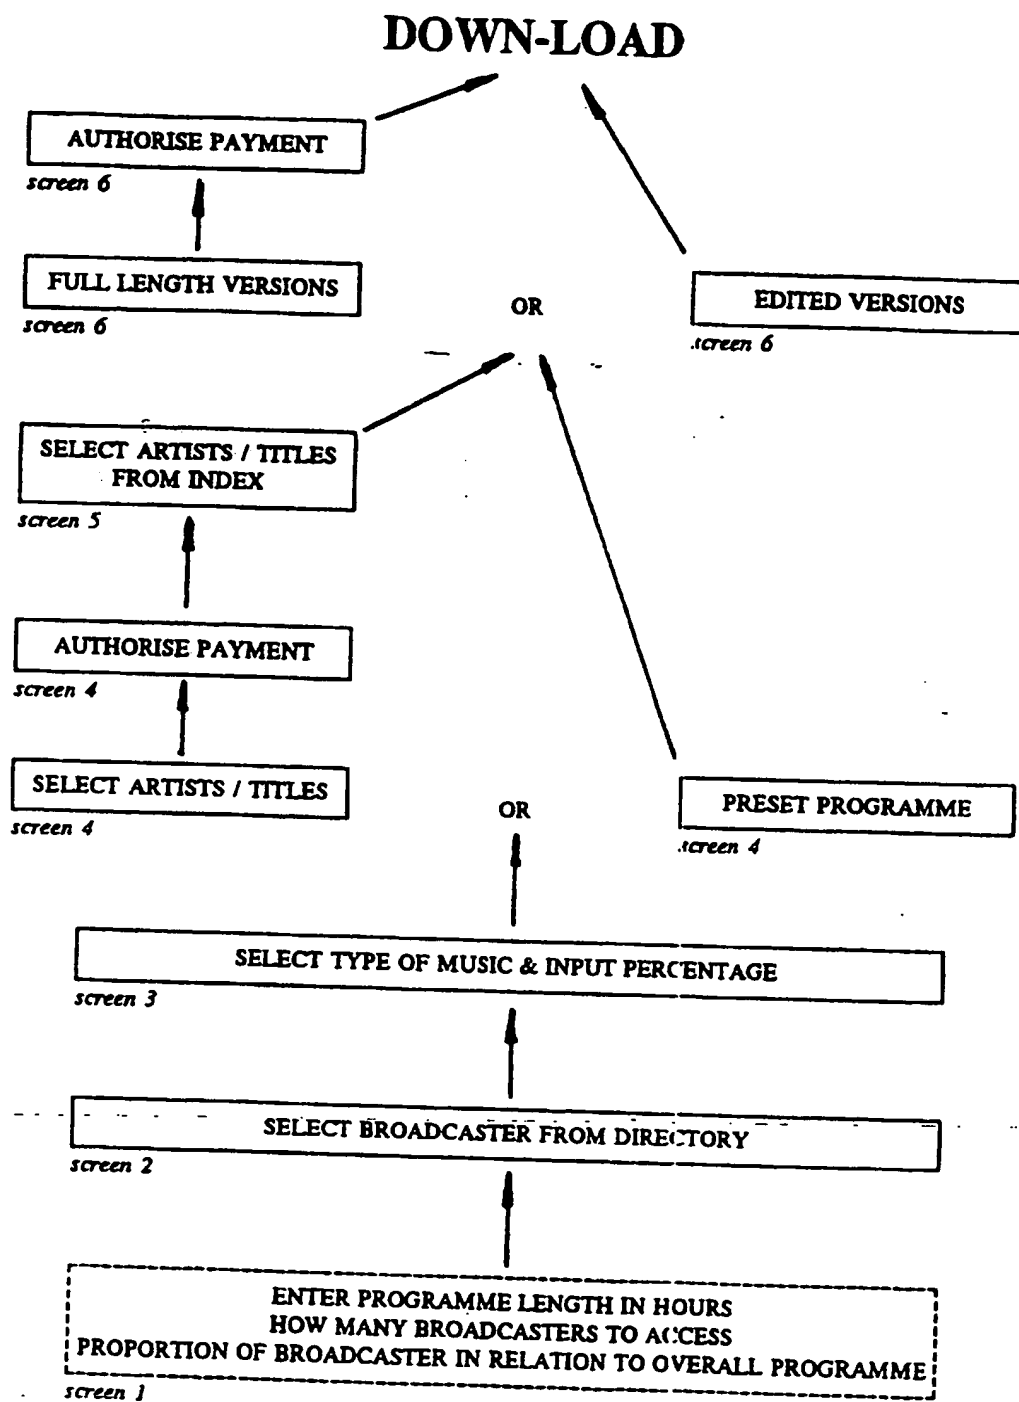 DOWN-LOAD
AUTHORISE PAYMENT
screen 6
FULL LENGTH VERSIONS
screen 6
OR
EDITED VERSIONS
screen 6
SELECT ARTISTS / TITLES
FROM INDEX
screen 5
AUTHORISE PAYMENT
screen 4
SELECT ARTISTS / TITLES
screen 4
OR
PRESET PROGRAMME
screen 4
SELECT TYPE OF MUSIC & INPUT PERCENTAGE
screen 3
SELECT BROADCASTER FROM DIRECTORY
screen 2
ENTER PROGRAMME LENGTH IN HOURS
HOW MANY BROADCASTERS TO ACCESS
PROPORTION OF BROADCASTER IN RELATION TO OVERALL PROGRAMME
screen 1